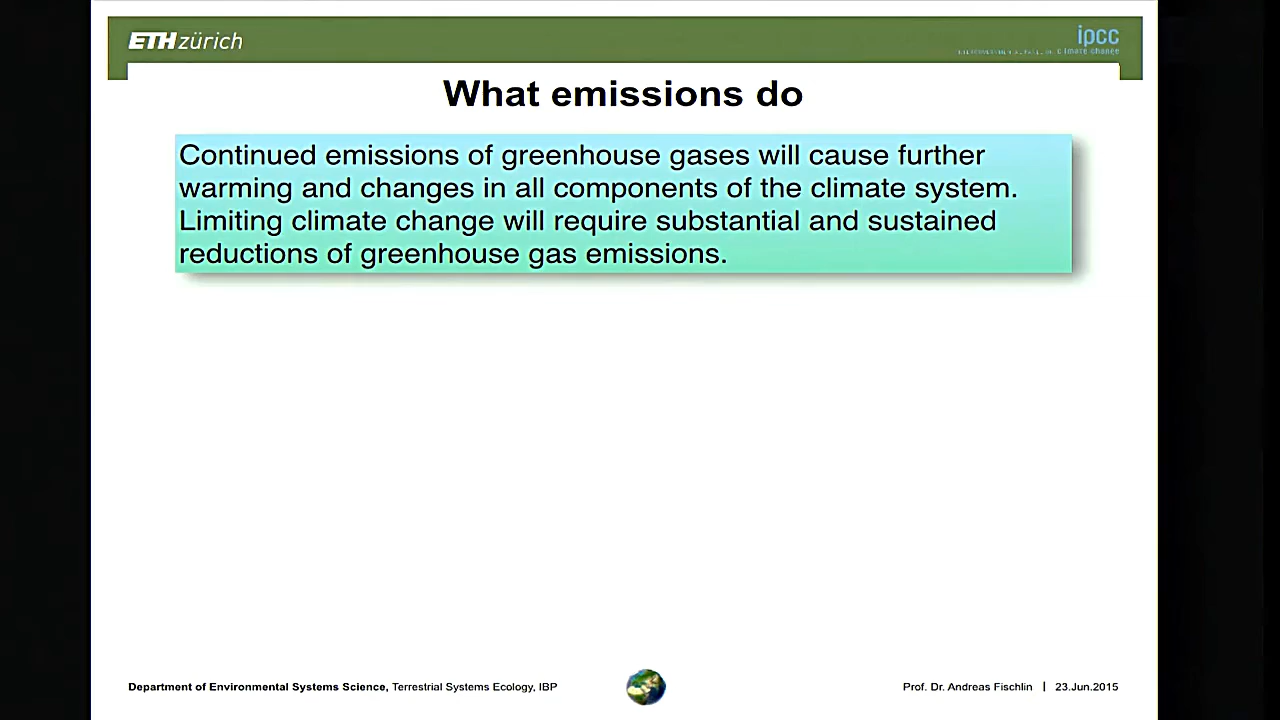 ETH zürich
ipcc
climate change
What emissions do
Continued emissions of greenhouse gases will cause further
warming and changes in all components of the climate system.
Limiting climate change will require substantial and sustained
reductions of greenhouse gas emissions.
Department of Environmental Systems Science, Terrestrial Systems Ecology, IBP
Prof. Dr. Andreas Fischlin | 23.Jun.2015